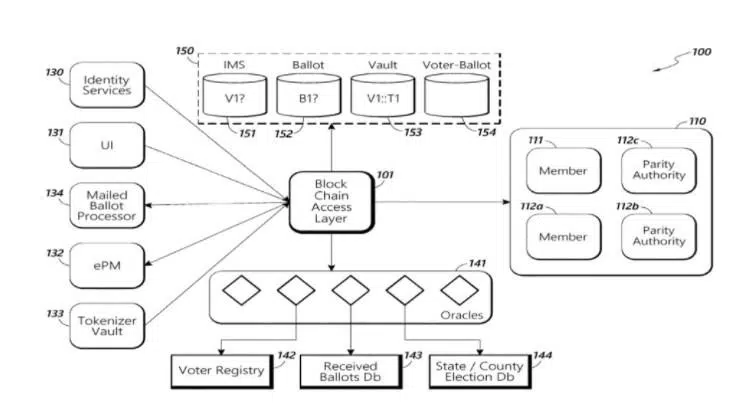 100
150
IMS Ballot Vault Voter-Ballot
V1? B1? V1::T1
151 152 153 154
130
Identity
Services
131
UI
134
Mailed
Ballot
Processor
132
ePM
133
Tokenizer
Vault
101
Block
Chain
Access
Layer
110
111
Member
112c
Parity
Authority
112a
Member
112b
Parity
Authority
141
Oracles
142
Voter Registry
143
Received
Ballots Db
144
State / County
Election Db